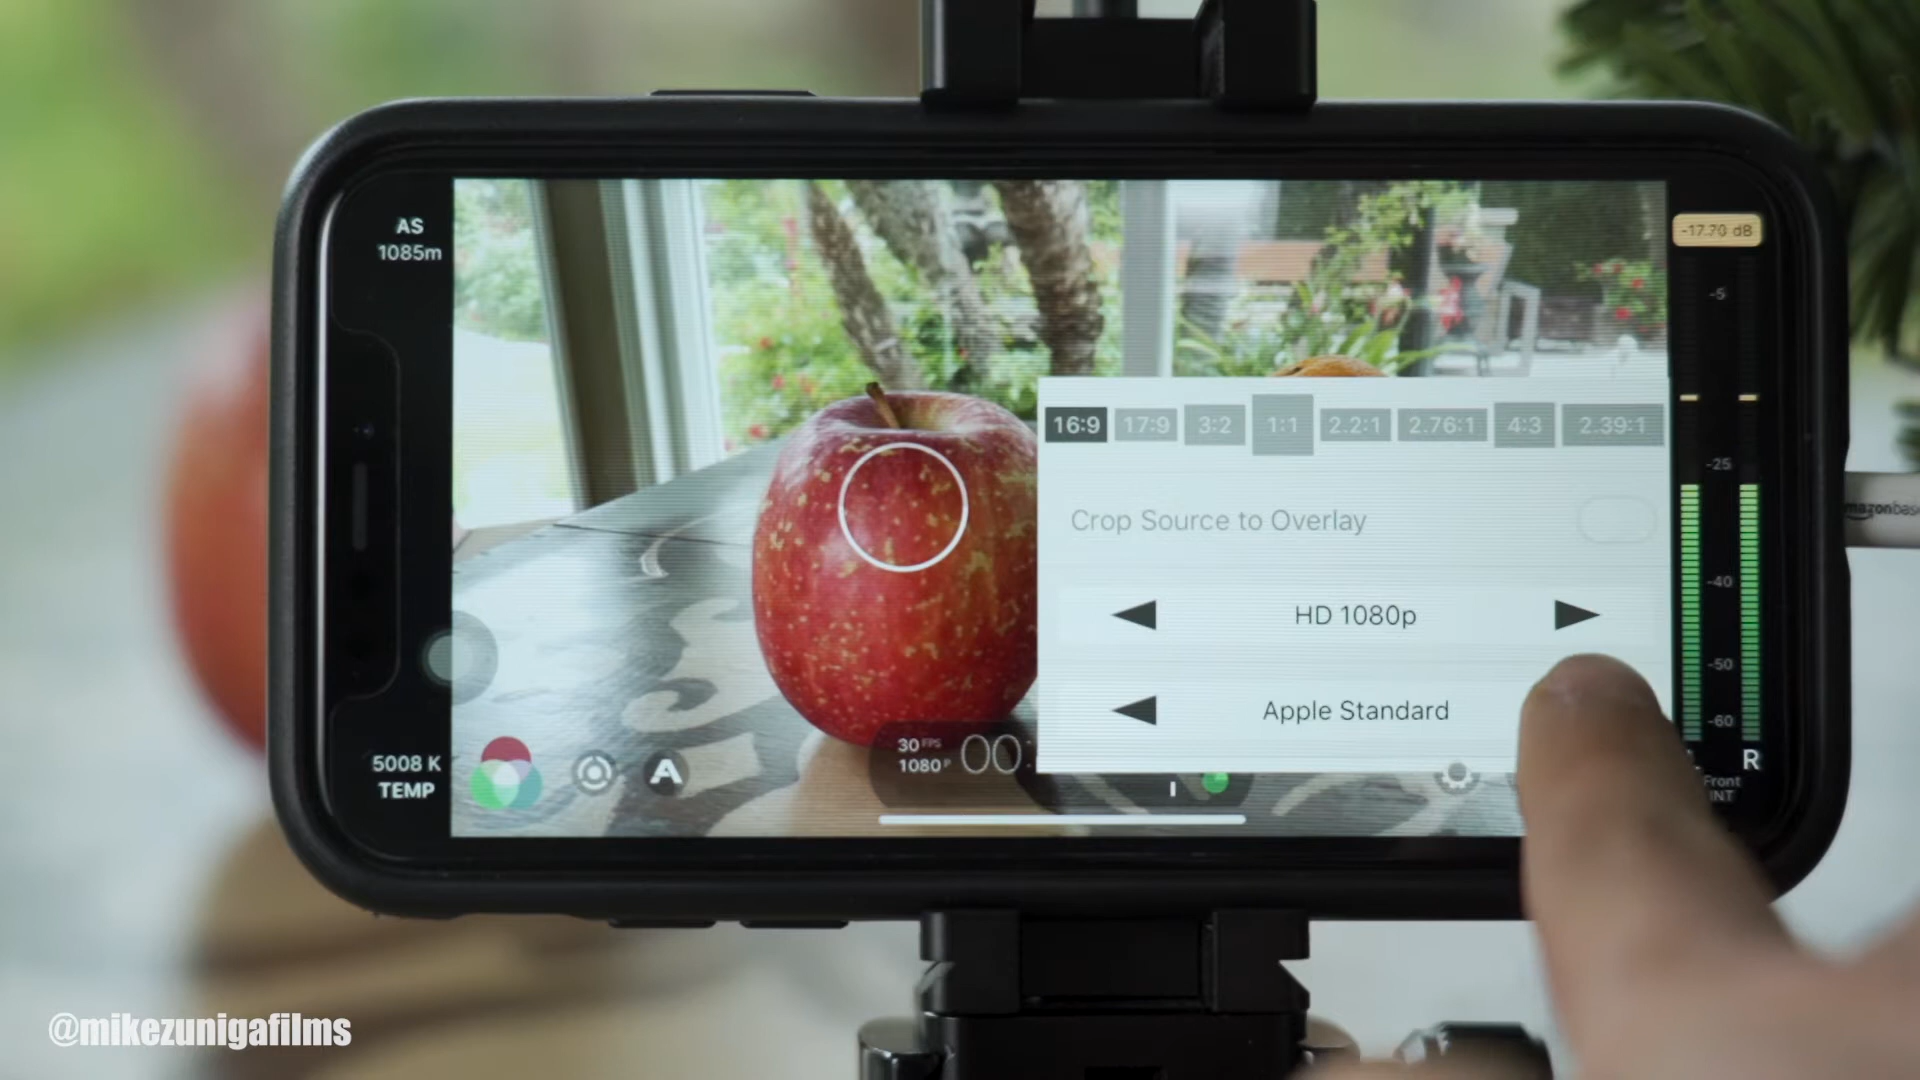 AS
1085m
-17.70 dB
-5
16:9 17:9 3:2 1:1 2.2:1 2.76:1 4:3 2.39:1
-25
Crop Source to Overlay
-40
HD 1080p
-50
Apple Standard
-60
30 FPS
1080P
00:
5008 K
TEMP
A
R
Front
INT
@mikezunigafilms